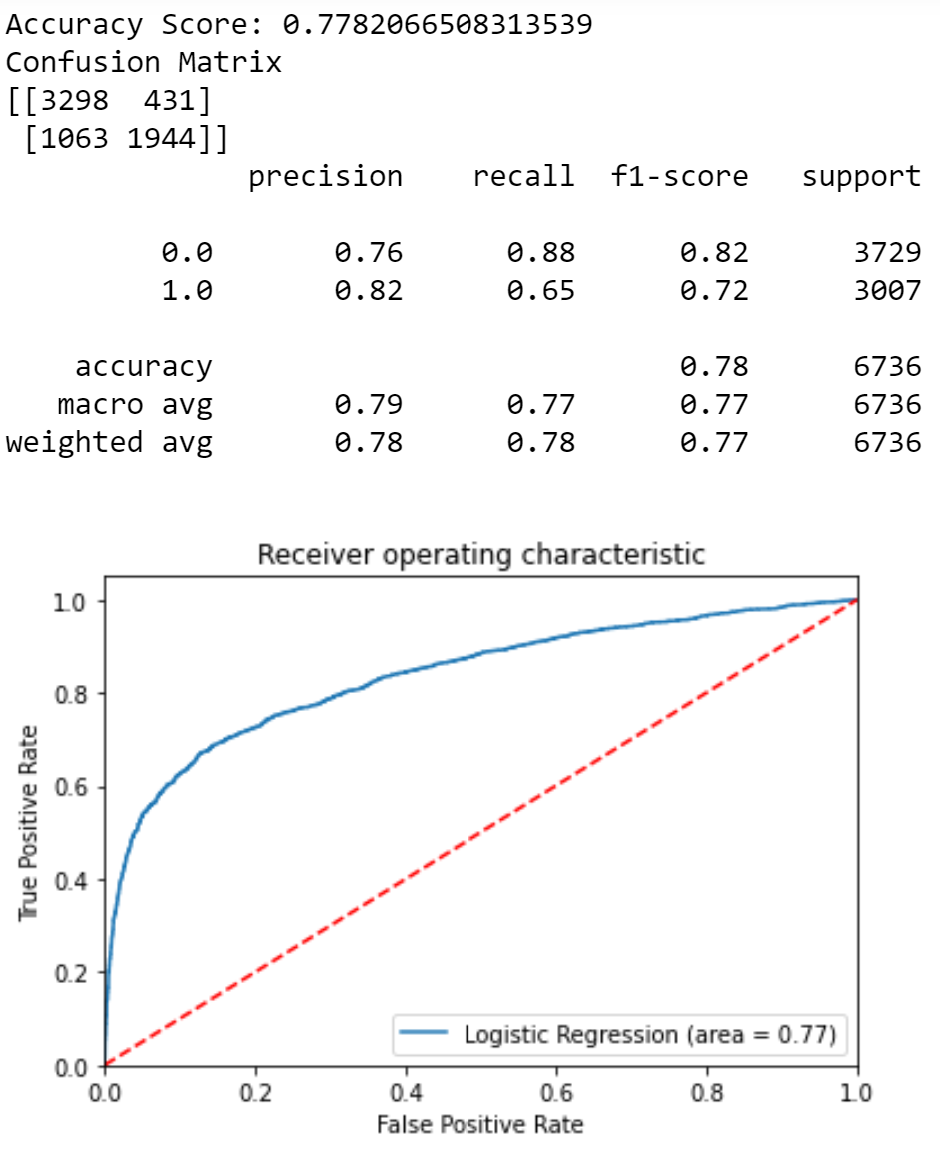 Accuracy Score: 0.7782066508313539
Confusion Matrix
[[3298  431]
 [1063 1944]]
              precision    recall  f1-score   support

         0.0       0.76      0.88      0.82      3729
         1.0       0.82      0.65      0.72      3007

    accuracy                           0.78      6736
   macro avg       0.79      0.77      0.77      6736
weighted avg       0.78      0.78      0.77      6736

Receiver operating characteristic
True Positive Rate
1.0
0.8
0.6
0.4
0.2
0.0
Logistic Regression (area = 0.77)
0.0 0.2 0.4 0.6 0.8 1.0
False Positive Rate